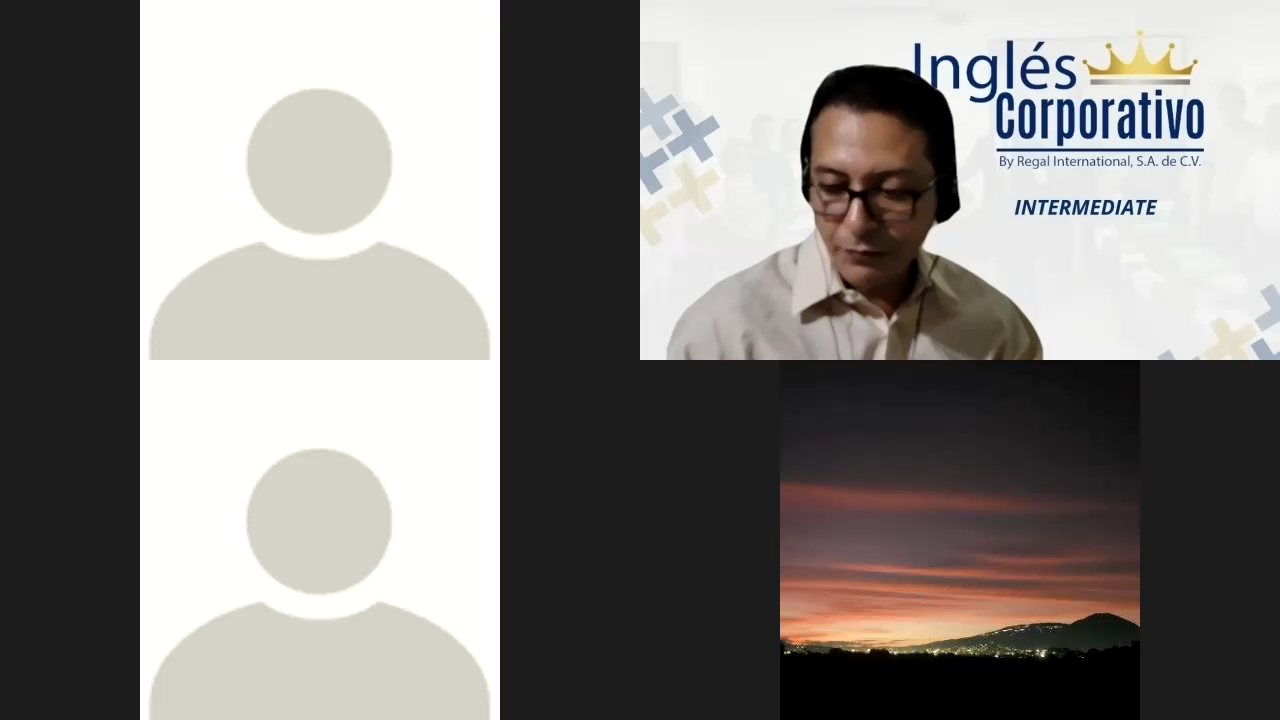 Inglés
Corporativo
By Regal International, S.A. de C.V.
INTERMEDIATE